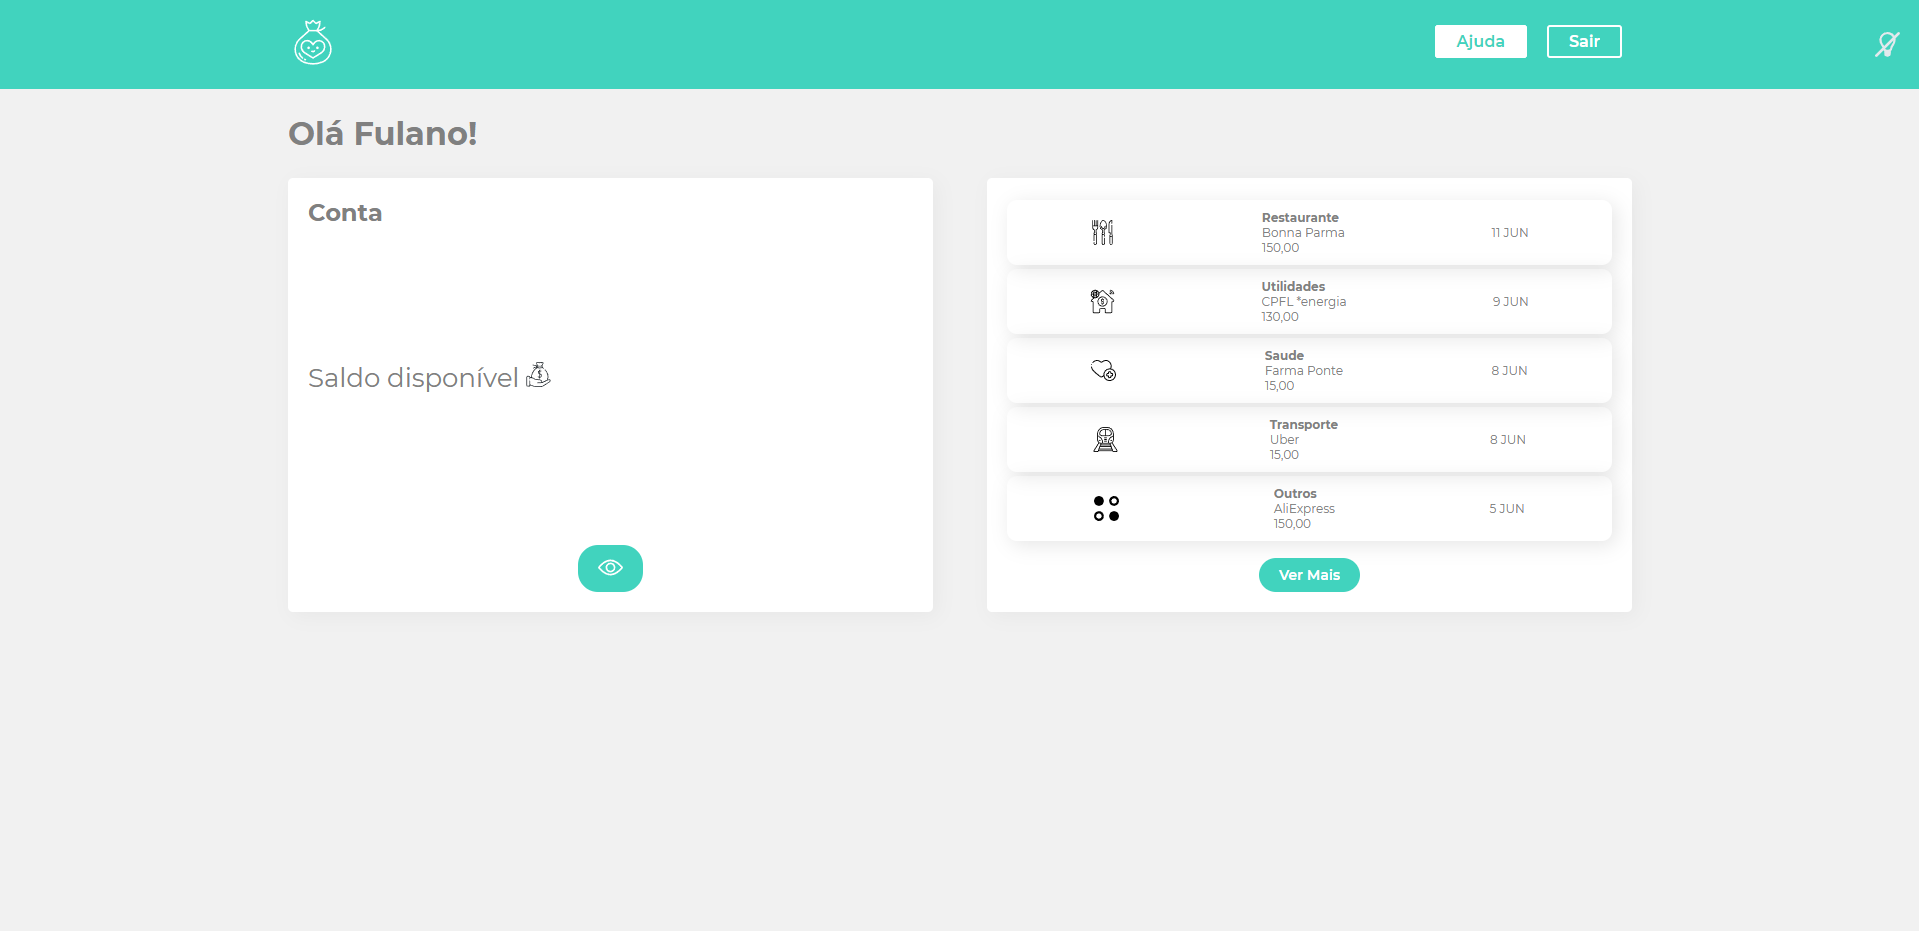 Ajuda
Sair
Olá Fulano!
Conta
Saldo disponível
Restaurante
Bonna Parma
150,00
11 JUN
Utilidades
CPFL *energia
130,00
9 JUN
Saude
Farma Ponte
15,00
8 JUN
Transporte
Uber
15,00
8 JUN
Outros
AliExpress
150,00
5 JUN
Ver Mais